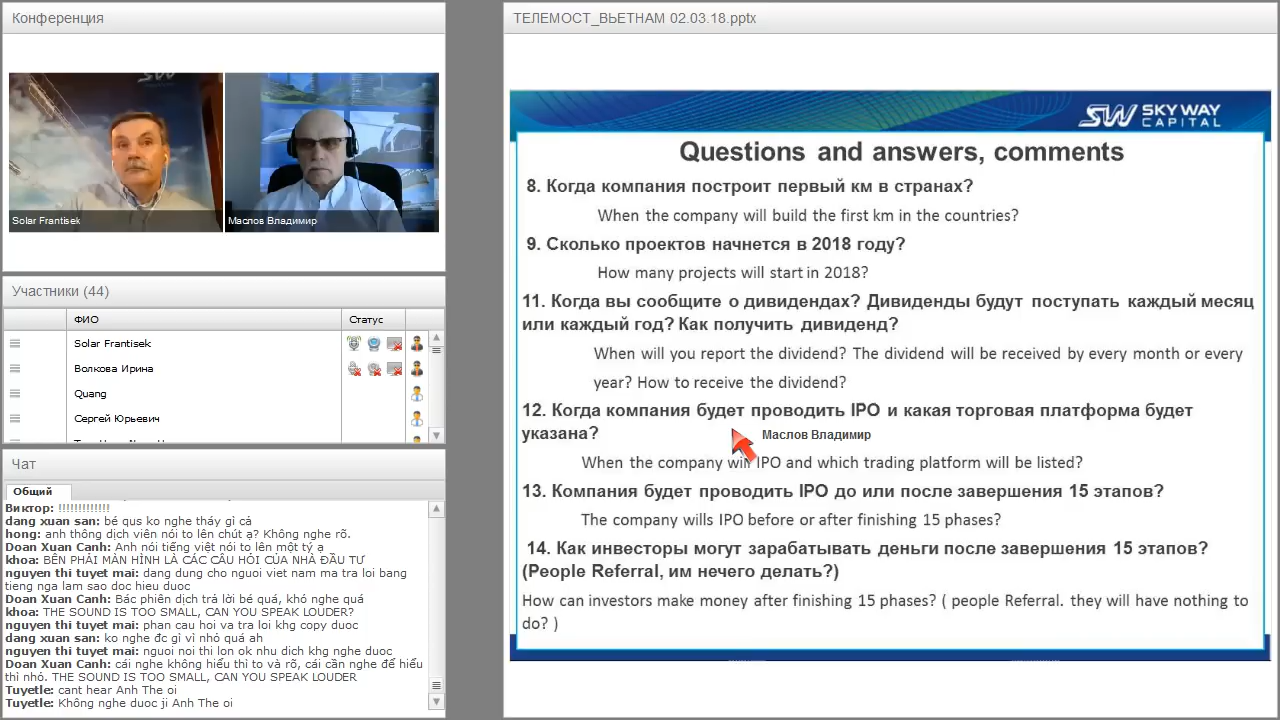 Конференция
Solar Frantisek
Маслов Владимир
Участники (44)
ФИО
Статус
Solar Frantisek
Волкова Ирина
Quang
Сергей Юрьевич
Чат
Общий
Виктор: !!!!!!!!!!!!!
dang xuan san: bé qus ko nghe tháy gì cả
hong: anh thông dịch viên nói to lên chút ạ? Không nghe rõ.
Doan Xuan Canh: Anh nói tiếng việt nói to lên một tý ạ
khoa: BÊN PHẢI MÀN HÌNH LÀ CÁC CÂU HỎI CỦA NHÀ ĐẦU TƯ
nguyen thi tuyet mai: dang dung cho nguoi viet nam ma tra loi bang
tieng nga lam sao doc hieu duoc
Doan Xuan Canh: Bác phiên dịch trả lời bé quá, khó nghe quá
khoa: THE SOUND IS TOO SMALL, CAN YOU SPEAK LOUDER?
nguyen thi tuyet mai: phan cau hoi va tra loi khg copy duoc
dang xuan san: ko nghe đc gì vì nhỏ quá ah
nguyen thi tuyet mai: nguoi noi thi lon ok nhu dich khg nghe duoc
Doan Xuan Canh: cái nghe không hiểu thì to và rõ, cái cần nghe để hiểu
thì nhỏ. THE SOUND IS TOO SMALL, CAN YOU SPEAK LOUDER
Tuyetle: cant hear Anh The ơi
Tuyetle: Không nghe duoc ji Anh The oi
ТЕЛЕМОСТ_ВЬЕТНАМ 02.03.18.pptx
SW SKY WAY
CAPITAL
Questions and answers, comments
8. Когда компания построит первый км в странах?
When the company will build the first km in the countries?
9. Сколько проектов начнется в 2018 году?
How many projects will start in 2018?
11. Когда вы сообщите о дивидендах? Дивиденды будут поступать каждый месяц
или каждый год? Как получить дивиденд?
When will you report the dividend? The dividend will be received by every month or every
year? How to receive the dividend?
12. Когда компания будет проводить IPO и какая торговая платформа будет
указана?
Маслов Владимир
When the company will IPO and which trading platform will be listed?
13. Компания будет проводить IPO до или после завершения 15 этапов?
The company wills IPO before or after finishing 15 phases?
14. Как инвесторы могут зарабатывать деньги после завершения 15 этапов?
(People Referral, им нечего делать?)
How can investors make money after finishing 15 phases? ( people Referral. they will have nothing to
do? )